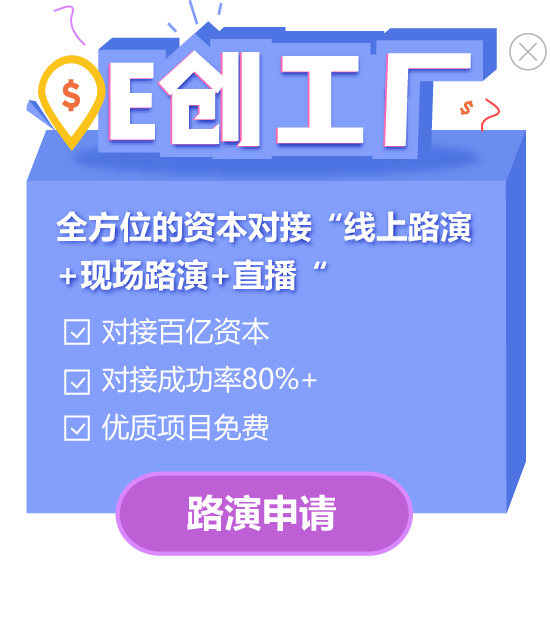 E创工厂
$
$
全方位的资本对接“线上路演
+现场路演+直播“
对接百亿资本
对接成功率80%+
优质项目免费
路演申请